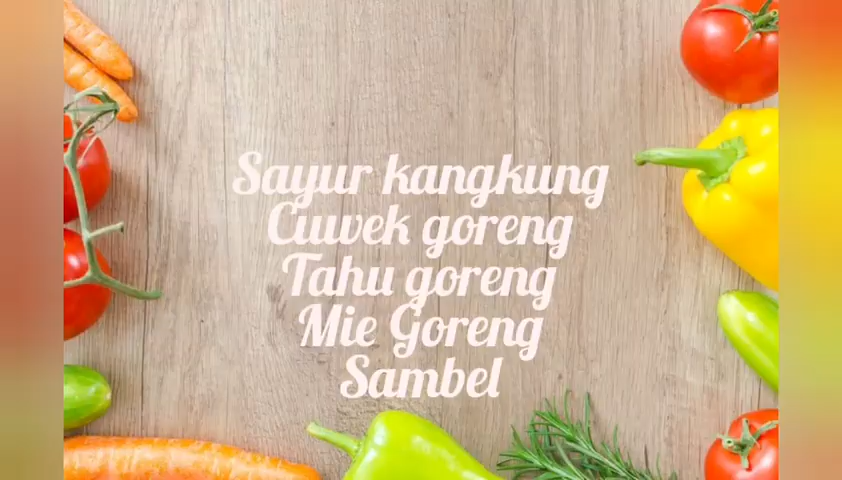 Sayur kangkung
Cuwek goreng
Tahu goreng
Mie Goreng
Sambel